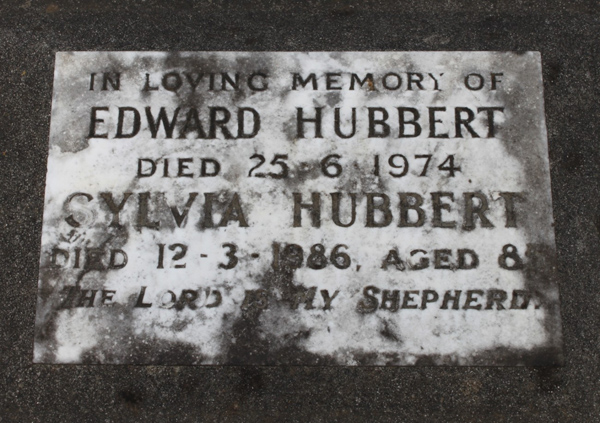 IN LOVING MEMORY OF
EDWARD HUBBERT
DIED 25-6 1974
SYLVIA HUBBERT
DIED 12-3-1986, AGED
THE LORD IS MY SHEPHERD.